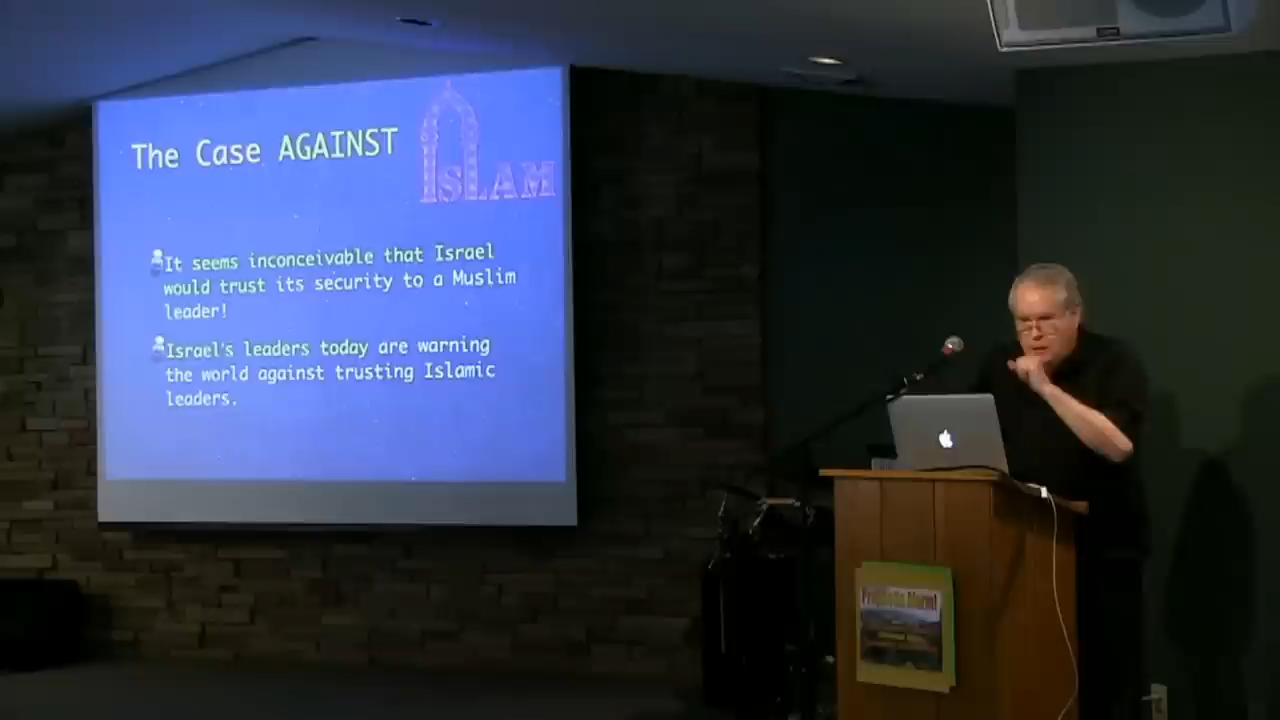 The Case AGAINST
ISLAM
It seems inconceivable that Israel
would trust its security to a Muslim
leader!
Israel's leaders today are warning
the world against trusting Islamic
leaders.